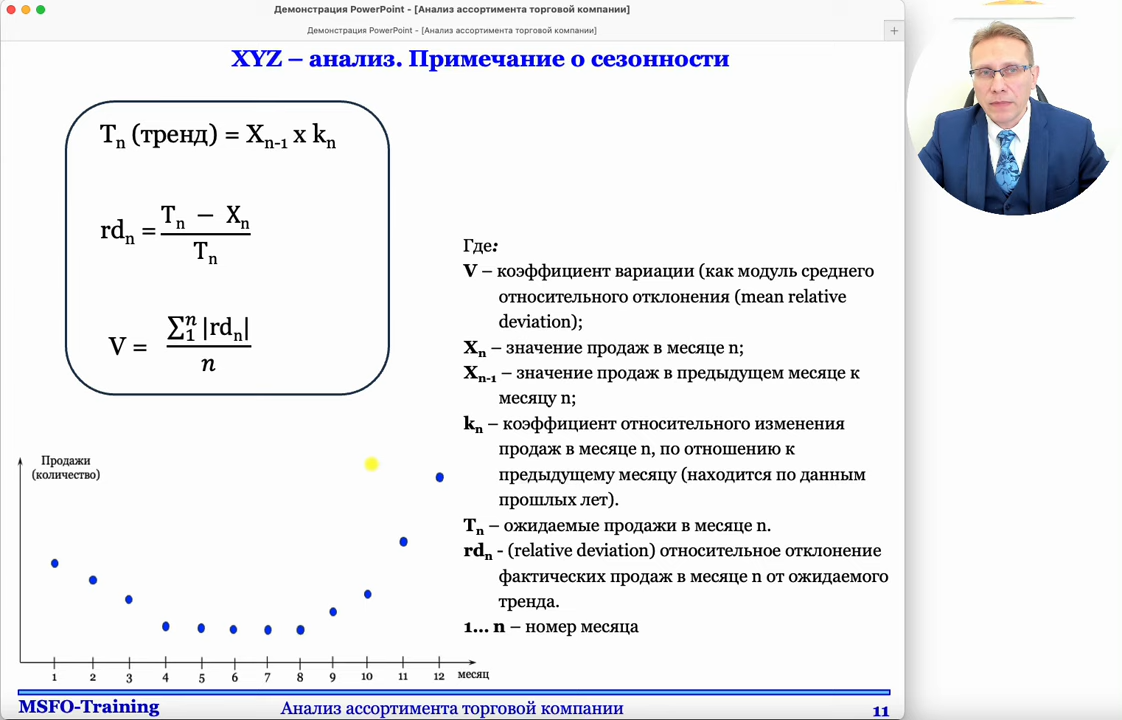 Демонстрация PowerPoint - [Анализ ассортимента торговой компании]
Демонстрация PowerPoint - [Анализ ассортимента торговой компании]
+
XYZ – анализ. Примечание о сезонности
Tn (тренд) = Xn-1 x kn
rdn = (Tn − Xn) / Tn
V = ∑₁ⁿ |rdn| / n
Где:
V – коэффициент вариации (как модуль среднего
относительного отклонения (mean relative
deviation);
Xn – значение продаж в месяце n;
Xn-1 – значение продаж в предыдущем месяце к
месяцу n;
kn – коэффициент относительного изменения
продаж в месяце n, по отношению к
предыдущему месяцу (находится по данным
прошлых лет).
Tn – ожидаемые продажи в месяце n.
rdn - (relative deviation) относительное отклонение
фактических продаж в месяце n от ожидаемого
тренда.
1... n – номер месяца
Продажи
(количество)
1 2 3 4 5 6 7 8 9 10 11 12 месяц
MSFO-Training Анализ ассортимента торговой компании 11